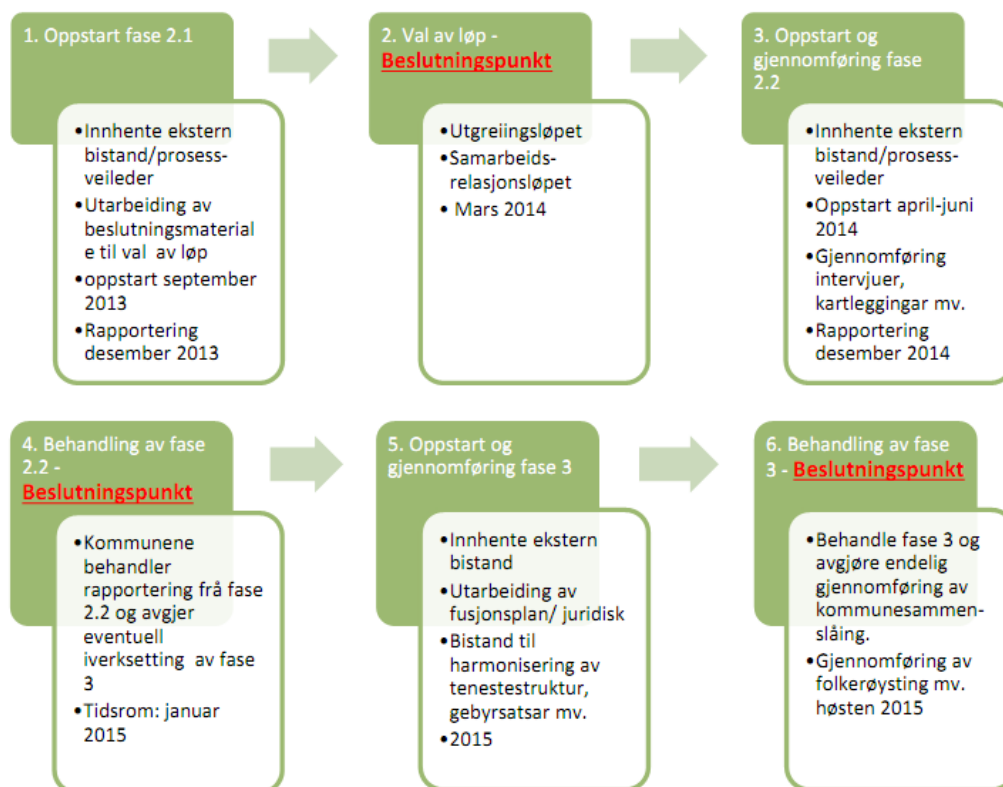 1. Oppstart fase 2.1
•Innhente ekstern
bistand/prosess-
veileder
•Utarbeiding av
beslutningsmaterial
e til val av løp
•oppstart september
2013
•Rapportering
desember 2013
2. Val av løp -
Beslutningspunkt
•Utgreiingsløpet
•Samarbeids-
relasjonsløpet
• Mars 2014
3. Oppstart og
gjennomføring fase
2.2
•Innhente ekstern
bistand/prosess-
veileder
•Oppstart april-juni
2014
•Gjennomføring
intervjuer,
kartleggingar mv.
•Rapportering
desember 2014
4. Behandling av fase
2.2 -
Beslutningspunkt
•Kommunene
behandler
rapportering frå fase
2.2 og avgjer
eventuell
iverksetting av fase
3
•Tidsrom: januar
2015
5. Oppstart og
gjennomføring fase 3
•Innhente ekstern
bistand
•Utarbeiding av
fusjonsplan/ juridisk
•Bistand til
harmonisering av
tenestestruktur,
gebyrsatsar mv.
•2015
6. Behandling av fase
3 - Beslutningspunkt
•Behandle fase 3 og
avgjøre endelig
gjennomføring av
kommunesammen-
slåing.
•Gjennomføring av
folkerøysting mv.
høsten 2015